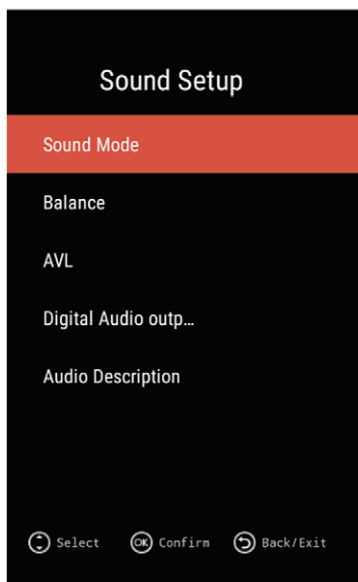 Sound Setup
Sound Mode
Balance
AVL
Digital Audio outp...
Audio Description
Select OK Confirm Back/Exit